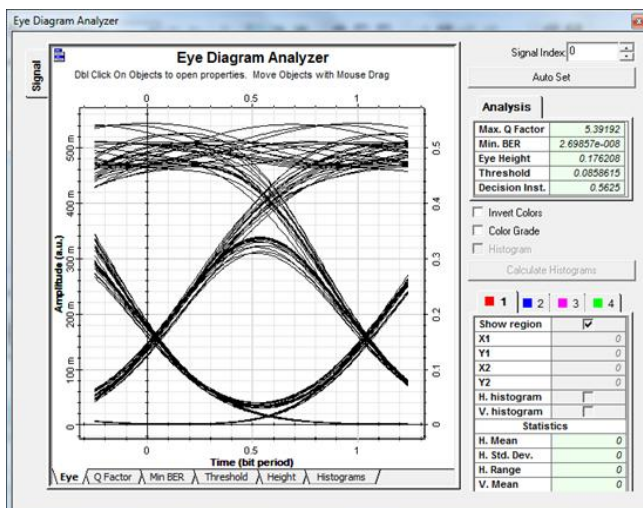 Eye Diagram Analyzer
Signal
Eye Diagram Analyzer
Dbl Click On Objects to open properties. Move Objects with Mouse Drag
0 0.5 1
Amplitude (a.u.)
500 m
400 m
300 m
200 m
100 m
0
0.5
0.4
0.3
0.2
0.1
0
0 0.5 1
Time (bit period)
Eye Q Factor Min BER Threshold Height Histograms
Signal Index: 0
Auto Set
Analysis
Max. Q Factor 5.39192
Min. BER 2.69857e-008
Eye Height 0.176208
Threshold 0.0858615
Decision Inst. 0.5625
Invert Colors
Color Grade
Histogram
Calculate Histograms
1 2 3 4
Show region
X1 0
Y1 0
X2 0
Y2 0
H. histogram
V. histogram
Statistics
H. Mean 0
H. Std. Dev. 0
H. Range 0
V. Mean 0